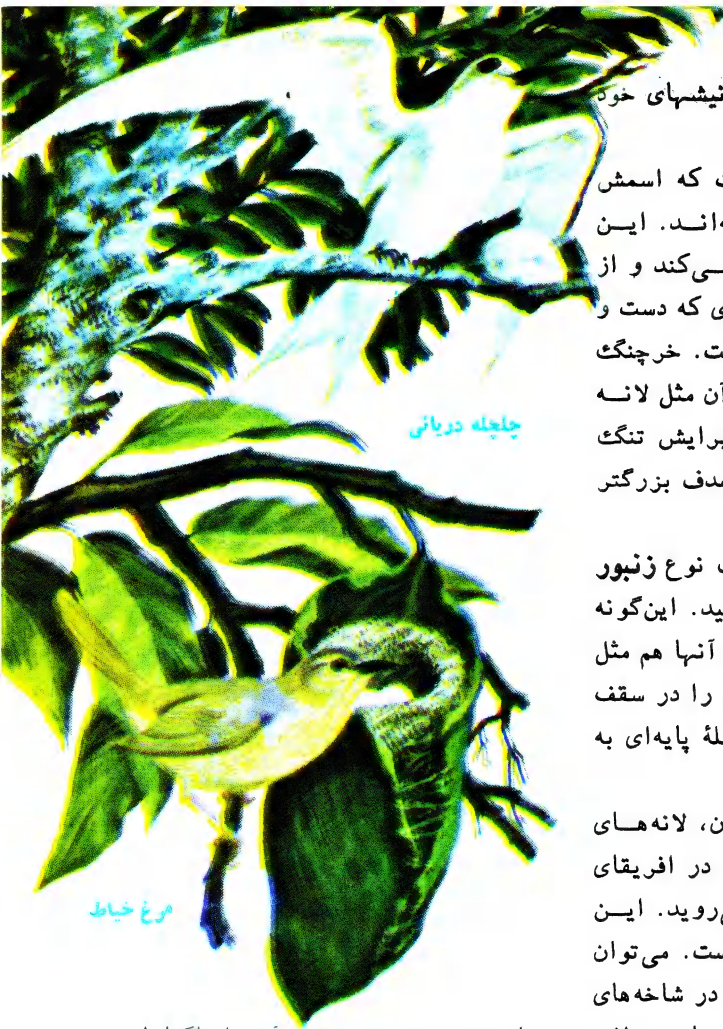 نیشهای خود
که اسمش
این
می‌کند و از
ی که دست و
ت. خرچنگ
آن مثل لانه
برایش تنگ
صدف بزرگتر
نوع زنبور
ید. این‌گونه
آنها هم مثل
را در سقف
پایه‌ای به
ن، لانه‌های
در افریقای
می‌روید. این
ست. می‌توان
در شاخه‌های
چلچله دریائی
مرغ خیاط